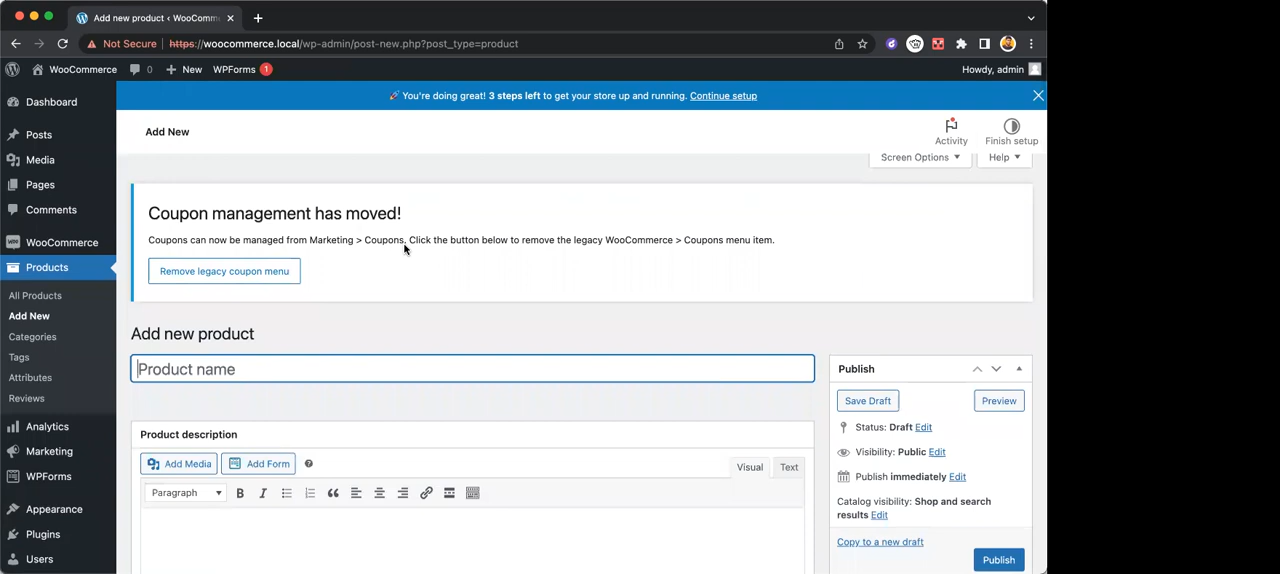 Add new product ‹ WooComm
Not Secure https://woocommerce.local/wp-admin/post-new.php?post_type=product
WooCommerce 0 New WPForms 1 Howdy, admin
🚀 You're doing great! 3 steps left to get your store up and running. Continue setup
Dashboard
Posts
Media
Pages
Comments
WooCommerce
Products
All Products
Add New
Categories
Tags
Attributes
Reviews
Analytics
Marketing
WPForms
Appearance
Plugins
Users
Add New
Activity
Finish setup
Screen Options
Help
Coupon management has moved!
Coupons can now be managed from Marketing > Coupons. Click the button below to remove the legacy WooCommerce > Coupons menu item.
Remove legacy coupon menu
Add new product
Product name
Product description
Add Media
Add Form
Visual
Text
Paragraph
B I
Publish
Save Draft
Preview
Status: Draft Edit
Visibility: Public Edit
Publish immediately Edit
Catalog visibility: Shop and search
results Edit
Copy to a new draft
Publish